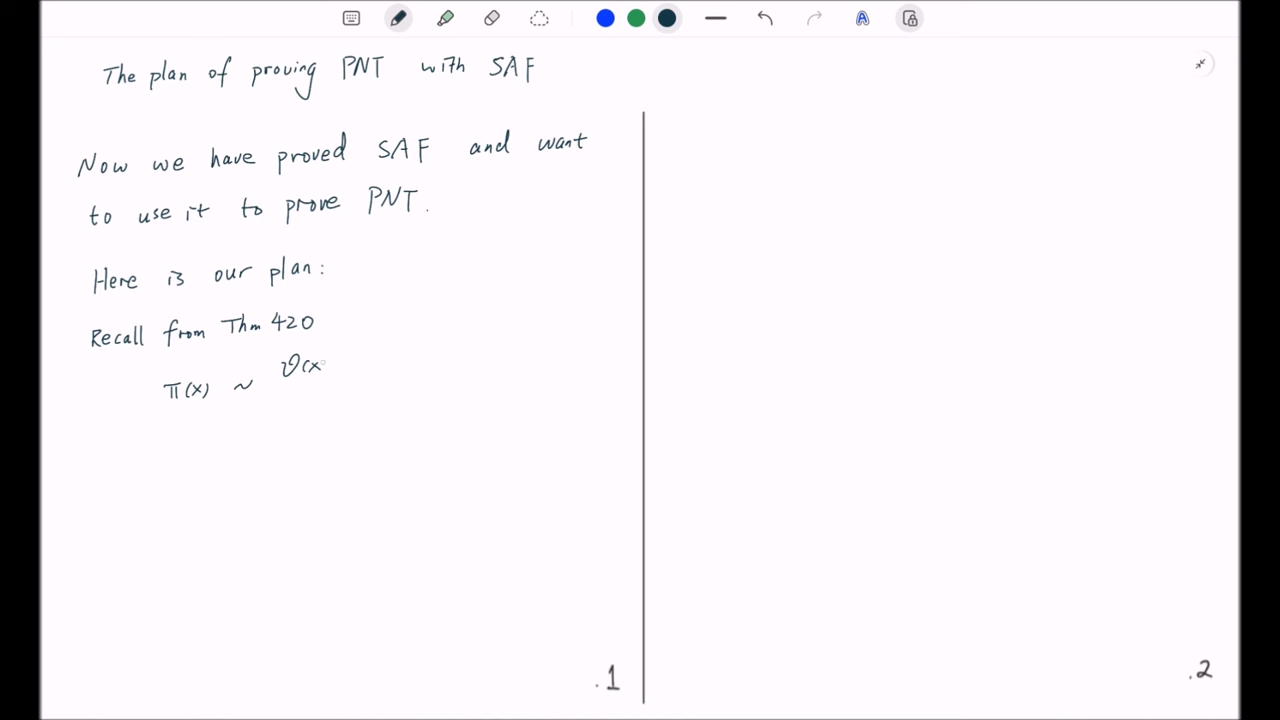 The plan of proving PNT with SAF
Now we have proved SAF and want
to use it to prove PNT.
Here is our plan:
Recall from Thm 420
π(x) ~ ϑ(x
.1
.2